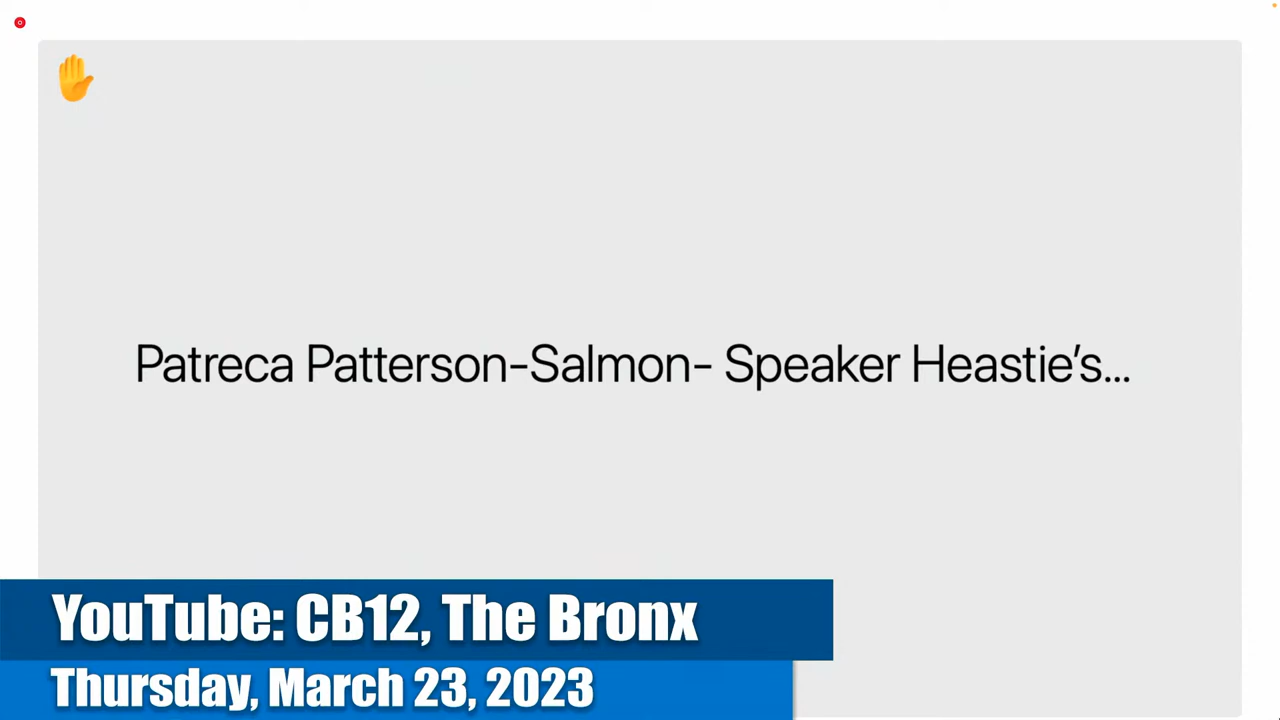 Patreca Patterson-Salmon- Speaker Heastie’s...
YouTube: CB12, The Bronx
Thursday, March 23, 2023